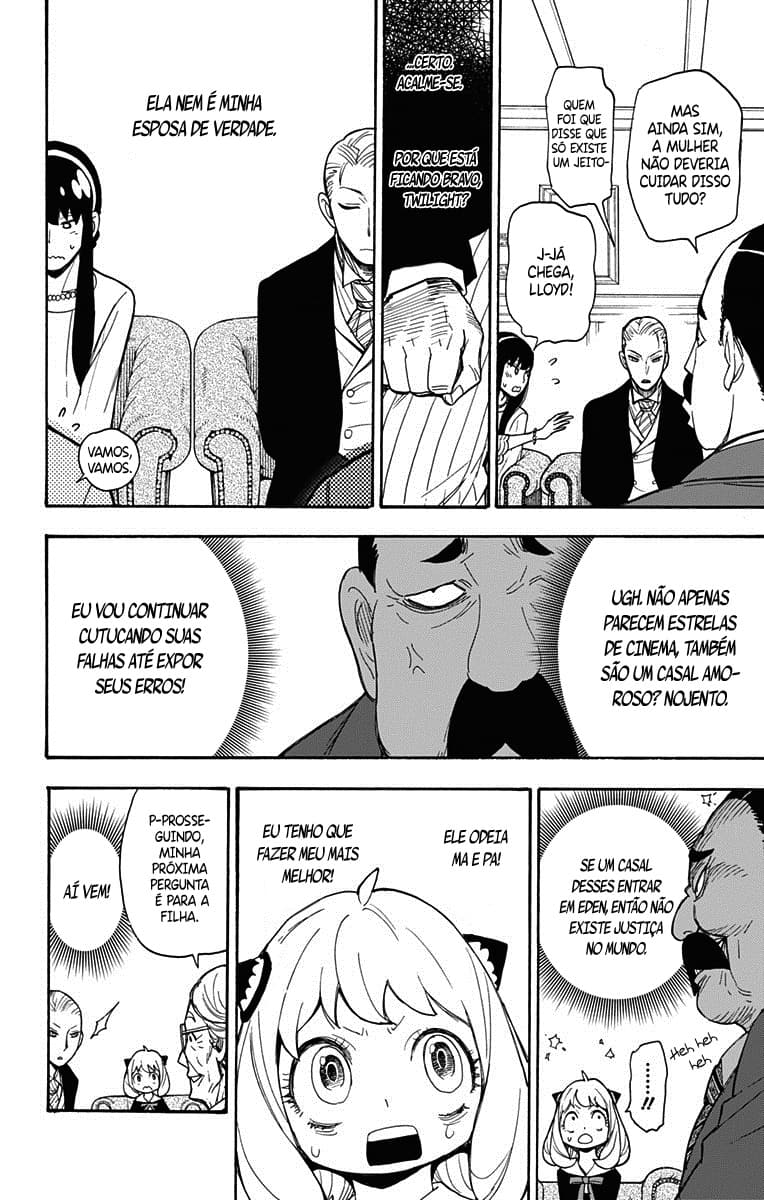 MAS
AINDA SIM,
A MULHER
NÃO DEVERIA
CUIDAR DISSO
TUDO?
QUEM
FOI QUE
DISSE QUE
SÓ EXISTE
UM JEITO-
J-JÁ
CHEGA,
LLOYD!
...CERTO.
ACALME-SE.
POR QUE ESTÁ
FICANDO BRAVO,
TWILIGHT?
ELA NEM É MINHA
ESPOSA DE VERDADE.
VAMOS,
VAMOS.
UGH. NÃO APENAS
PARECEM ESTRELAS
DE CINEMA, TAMBÉM
SÃO UM CASAL AMO-
ROSO? NOJENTO.
EU VOU CONTINUAR
CUTUCANDO SUAS
FALHAS ATÉ EXPOR
SEUS ERROS!
SE UM CASAL
DESSES ENTRAR
EM EDEN, ENTÃO NÃO
EXISTE JUSTIÇA
NO MUNDO.
Heh heh
heh
......!!
ELE ODEIA
MA E PA!
EU TENHO QUE
FAZER MEU MAIS
MELHOR!
P-PROSSE-
GUINDO,
MINHA
PRÓXIMA
PERGUNTA
É PARA A
FILHA.
AÍ VEM!